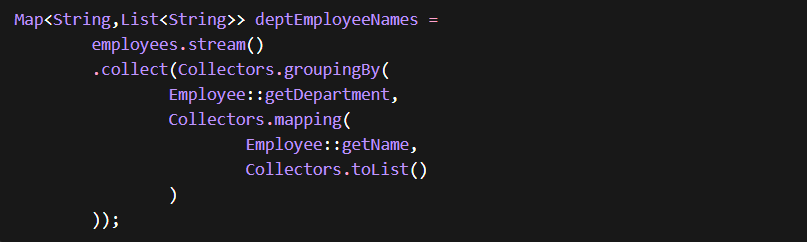 Map<String,List<String>> deptEmployeeNames =
        employees.stream()
        .collect(Collectors.groupingBy(
                Employee::getDepartment,
                Collectors.mapping(
                        Employee::getName,
                        Collectors.toList()
                )
        ));